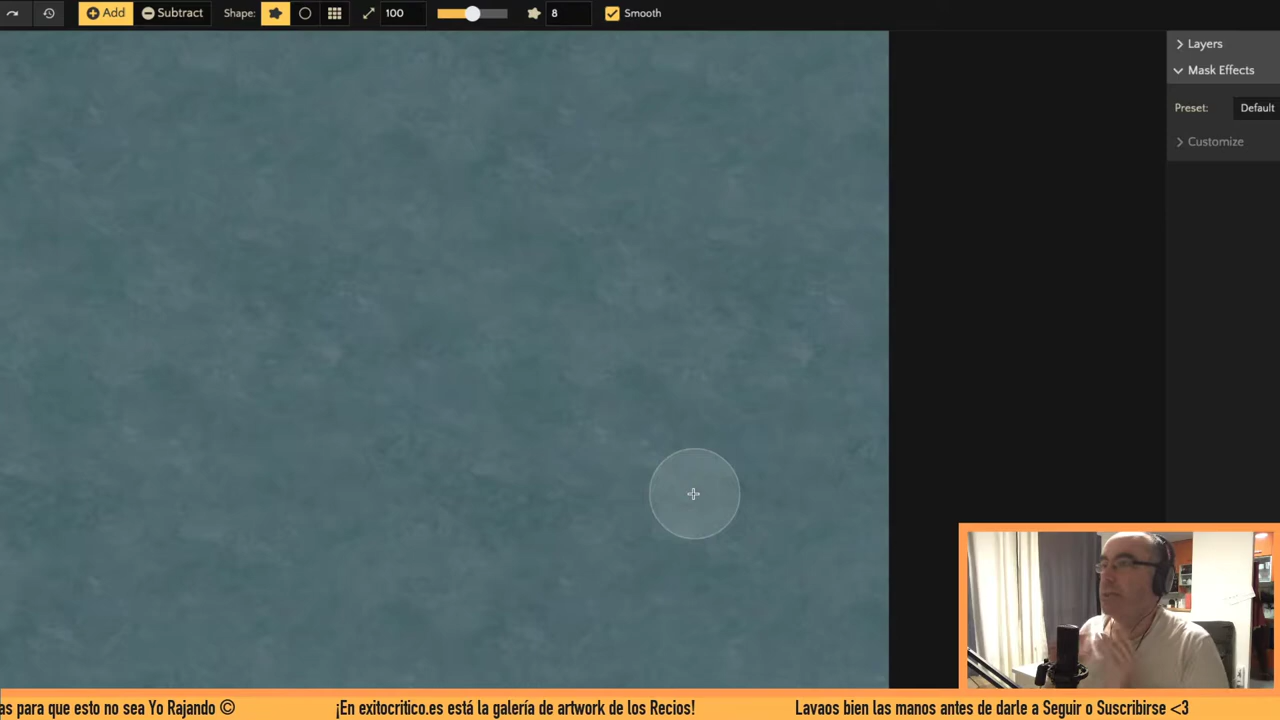 Add Subtract Shape: 100 8 Smooth
Layers
Mask Effects
Preset: Default
Customize
as para que esto no sea Yo Rajando © ¡En exitocritico.es está la galería de artwork de los Recios! Lavaos bien las manos antes de darle a Seguir o Suscribirse <3